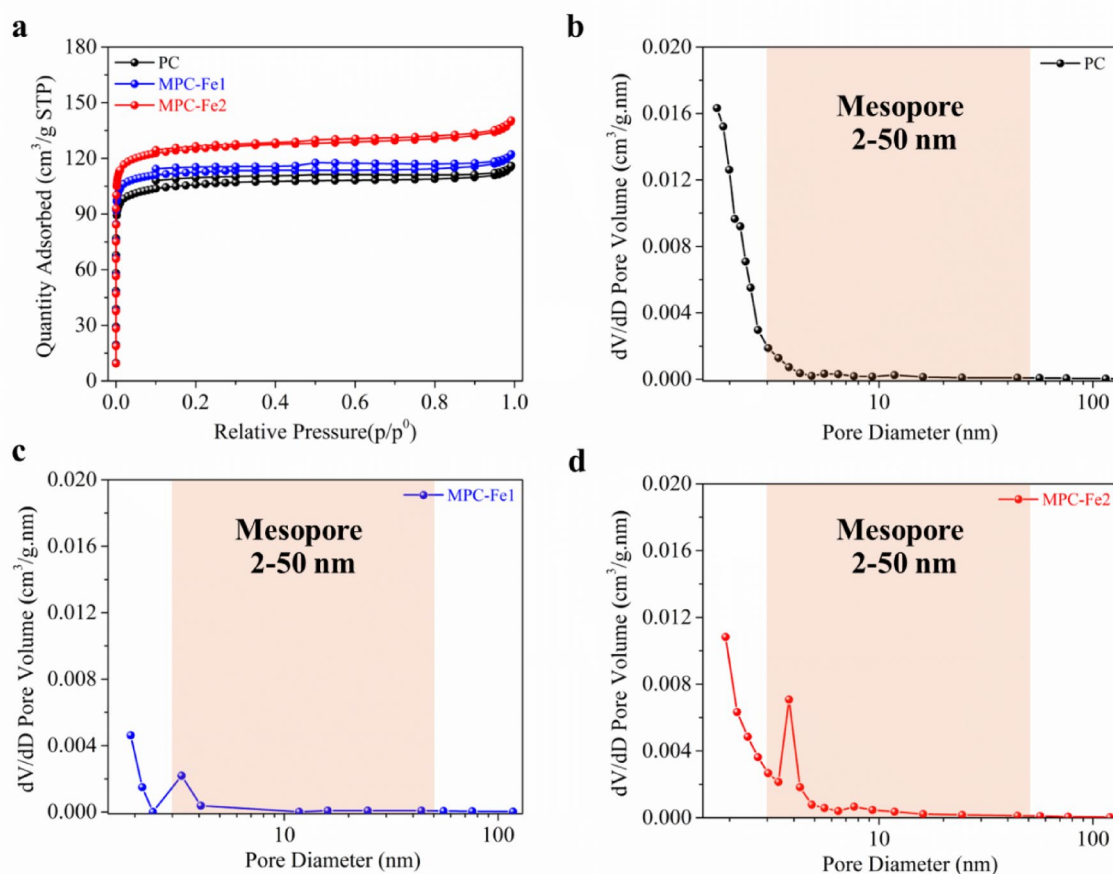 a
180
150
120
90
60
30
0
Quantity Adsorbed (cm³/g STP)
PC
MPC-Fe1
MPC-Fe2
0.0 0.2 0.4 0.6 0.8 1.0
Relative Pressure(p/p⁰)
b
0.020
0.016
0.012
0.008
0.004
0.000
dV/dD Pore Volume (cm³/g.nm)
PC
Mesopore
2-50 nm
10 100
Pore Diameter (nm)
c
0.020
0.016
0.012
0.008
0.004
0.000
dV/dD Pore Volume (cm³/g.nm)
MPC-Fe1
Mesopore
2-50 nm
10 100
Pore Diameter (nm)
d
0.020
0.016
0.012
0.008
0.004
0.000
dV/dD Pore Volume (cm³/g.nm)
MPC-Fe2
Mesopore
2-50 nm
10 100
Pore Diameter (nm)